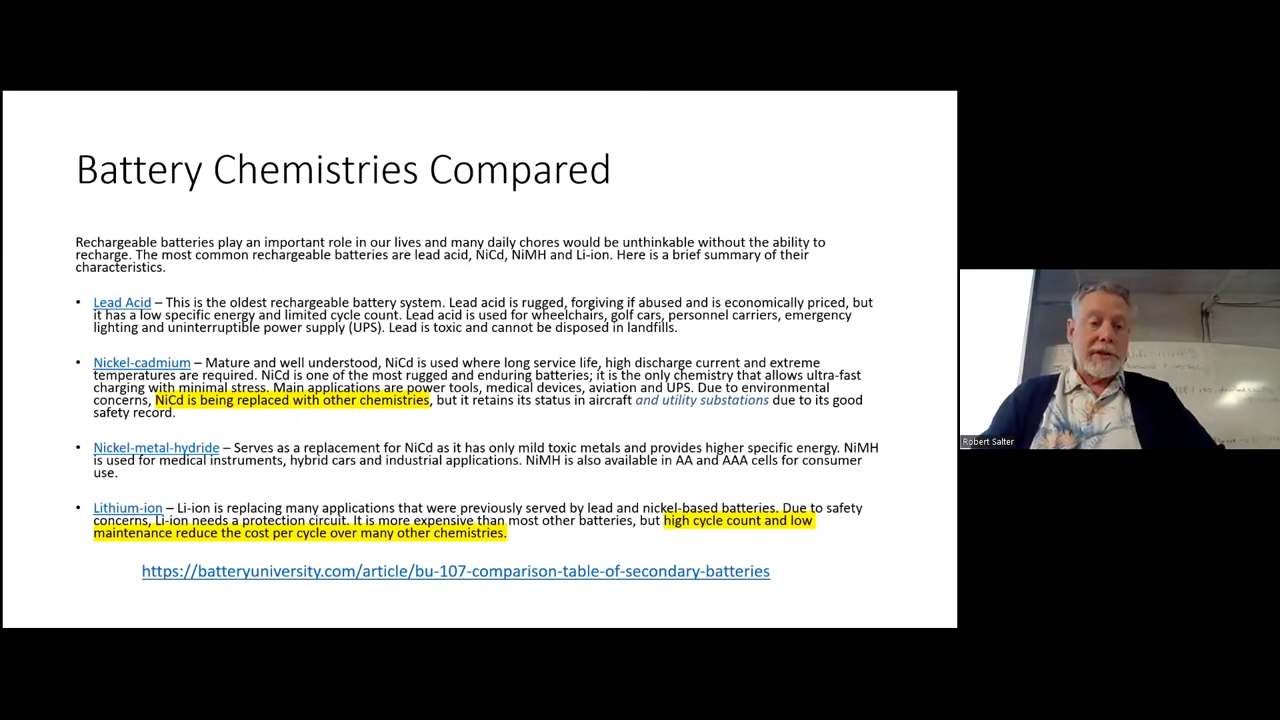 Battery Chemistries Compared
Rechargeable batteries play an important role in our lives and many daily chores would be unthinkable without the ability to
recharge. The most common rechargeable batteries are lead acid, NiCd, NiMH and Li-ion. Here is a brief summary of their
characteristics.
• Lead Acid – This is the oldest rechargeable battery system. Lead acid is rugged, forgiving if abused and is economically priced, but
it has a low specific energy and limited cycle count. Lead acid is used for wheelchairs, golf cars, personnel carriers, emergency
lighting and uninterruptible power supply (UPS). Lead is toxic and cannot be disposed in landfills.
• Nickel-cadmium – Mature and well understood, NiCd is used where long service life, high discharge current and extreme
temperatures are required. NiCd is one of the most rugged and enduring batteries; it is the only chemistry that allows ultra-fast
charging with minimal stress. Main applications are power tools, medical devices, aviation and UPS. Due to environmental
concerns, NiCd is being replaced with other chemistries, but it retains its status in aircraft and utility substations due to its good
safety record.
• Nickel-metal-hydride – Serves as a replacement for NiCd as it has only mild toxic metals and provides higher specific energy. NiMH
is used for medical instruments, hybrid cars and industrial applications. NiMH is also available in AA and AAA cells for consumer
use.
• Lithium-ion – Li-ion is replacing many applications that were previously served by lead and nickel-based batteries. Due to safety
concerns, Li-ion needs a protection circuit. It is more expensive than most other batteries, but high cycle count and low
maintenance reduce the cost per cycle over many other chemistries.
https://batteryuniversity.com/article/bu-107-comparison-table-of-secondary-batteries
Robert Salter